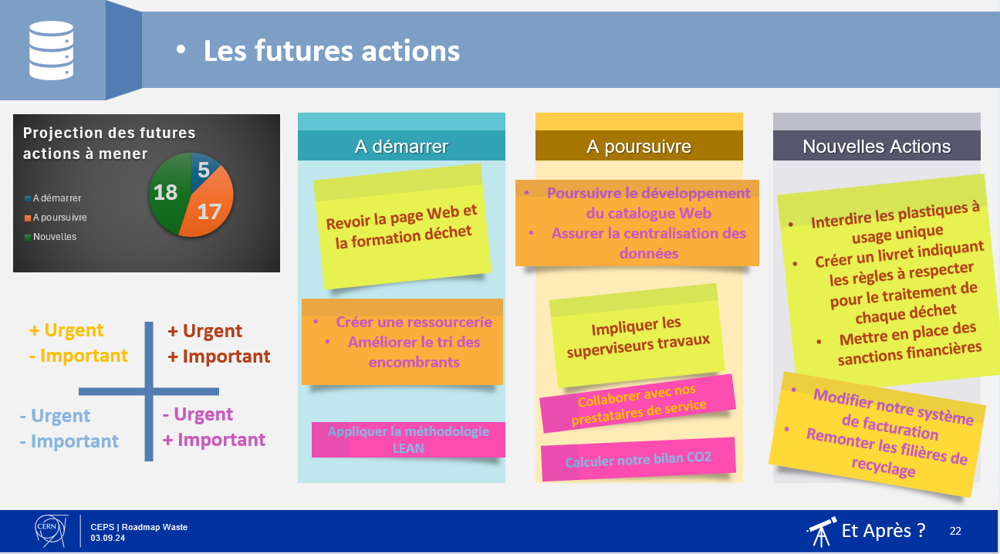 • Les futures actions
Projection des futures
actions à mener
5
18
17
A démarrer
A poursuivre
Nouvelles
+ Urgent
- Important
+ Urgent
+ Important
- Urgent
- Important
- Urgent
+ Important
A démarrer
Revoir la page Web et
la formation déchet
• Créer une ressourcerie
• Améliorer le tri des
encombrants
Appliquer la méthodologie
LEAN
A poursuivre
• Poursuivre le développement
du catalogue Web
• Assurer la centralisation des
données
Impliquer les
superviseurs travaux
Collaborer avec nos
prestataires de service
Calculer notre bilan CO2
Nouvelles Actions
• Interdire les plastiques à
usage unique
• Créer un livret indiquant
les règles à respecter
pour le traitement de
chaque déchet
• Mettre en place des
sanctions financières
• Modifier notre système
de facturation
• Remonter les filières de
recyclage
CERN
CEPS | Roadmap Waste
03.09.24
Et Après ?
22